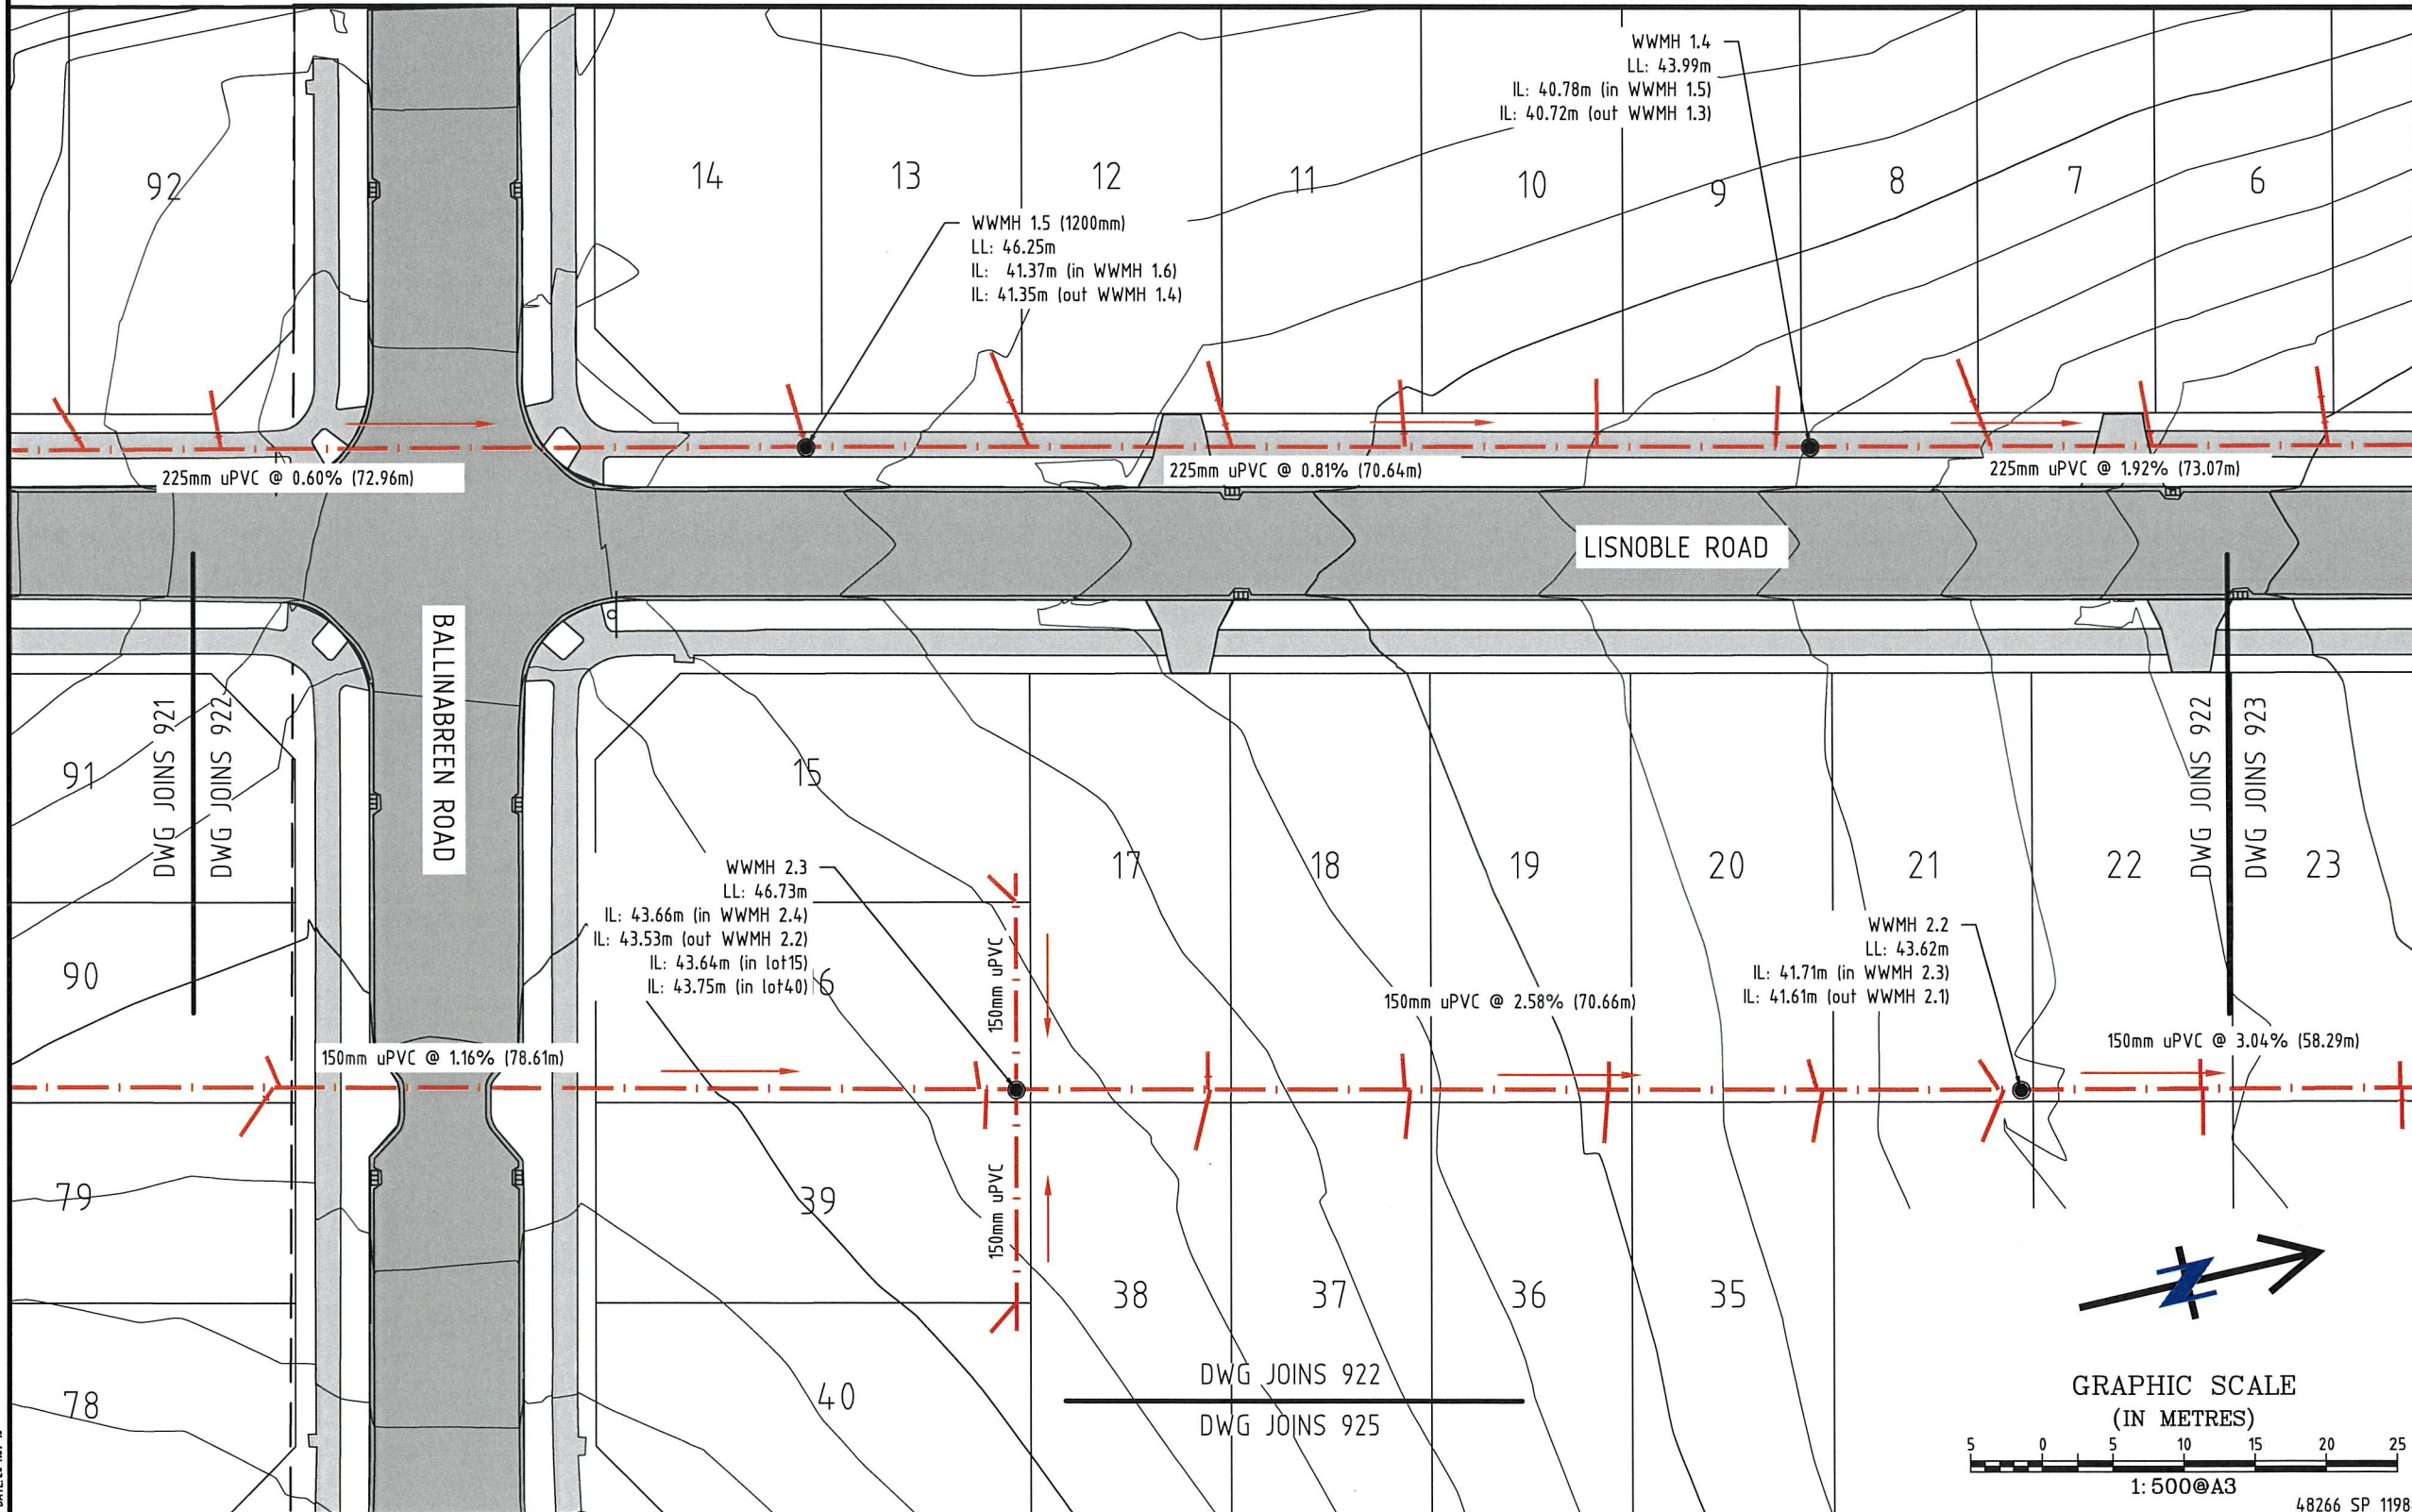 WWMH 1.4
LL: 43.99m
IL: 40.78m (in WWMH 1.5)
IL: 40.72m (out WWMH 1.3)
92
14
13
12
11
10
9
8
7
6
WWMH 1.5 (1200mm)
LL: 46.25m
IL: 41.37m (in WWMH 1.6)
IL: 41.35m (out WWMH 1.4)
225mm uPVC @ 0.60% (72.96m)
225mm uPVC @ 0.81% (70.64m)
225mm uPVC @ 1.92% (73.07m)
LISNOBLE ROAD
BALLINABREEN ROAD
DWG JOINS 921
DWG JOINS 922
DWG JOINS 922
DWG JOINS 923
91
15
17
18
19
20
21
22
23
WWMH 2.3
LL: 46.73m
IL: 43.66m (in WWMH 2.4)
IL: 43.53m (out WWMH 2.2)
IL: 43.64m (in lot15)
IL: 43.75m (in lot40)
6
90
WWMH 2.2
LL: 43.62m
IL: 41.71m (in WWMH 2.3)
IL: 41.61m (out WWMH 2.1)
150mm uPVC
150mm uPVC @ 2.58% (70.66m)
150mm uPVC @ 3.04% (58.29m)
150mm uPVC @ 1.16% (78.61m)
150mm uPVC
79
39
38
37
36
35
78
40
DWG JOINS 922
DWG JOINS 925
GRAPHIC SCALE
(IN METRES)
5 0 5 10 15 20 25
1:500@A3
48266 SP 1198